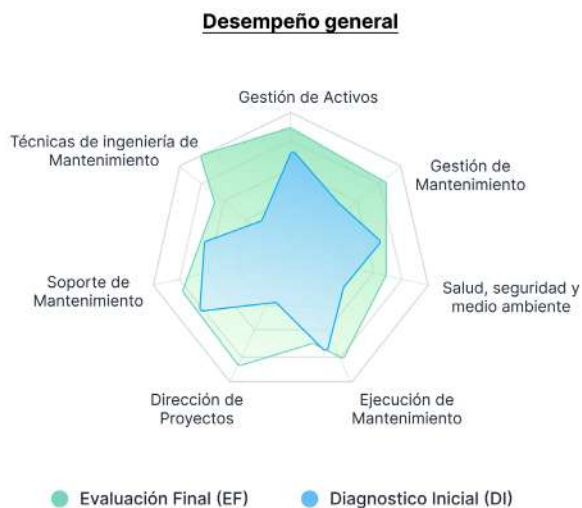 Desempeño general
Gestión de Activos
Técnicas de ingeniería de
Mantenimiento
Gestión de
Mantenimiento
Soporte de
Mantenimiento
Salud, seguridad y
medio ambiente
Dirección de
Proyectos
Ejecución de
Mantenimiento
Evaluación Final (EF)
Diagnostico Inicial (DI)